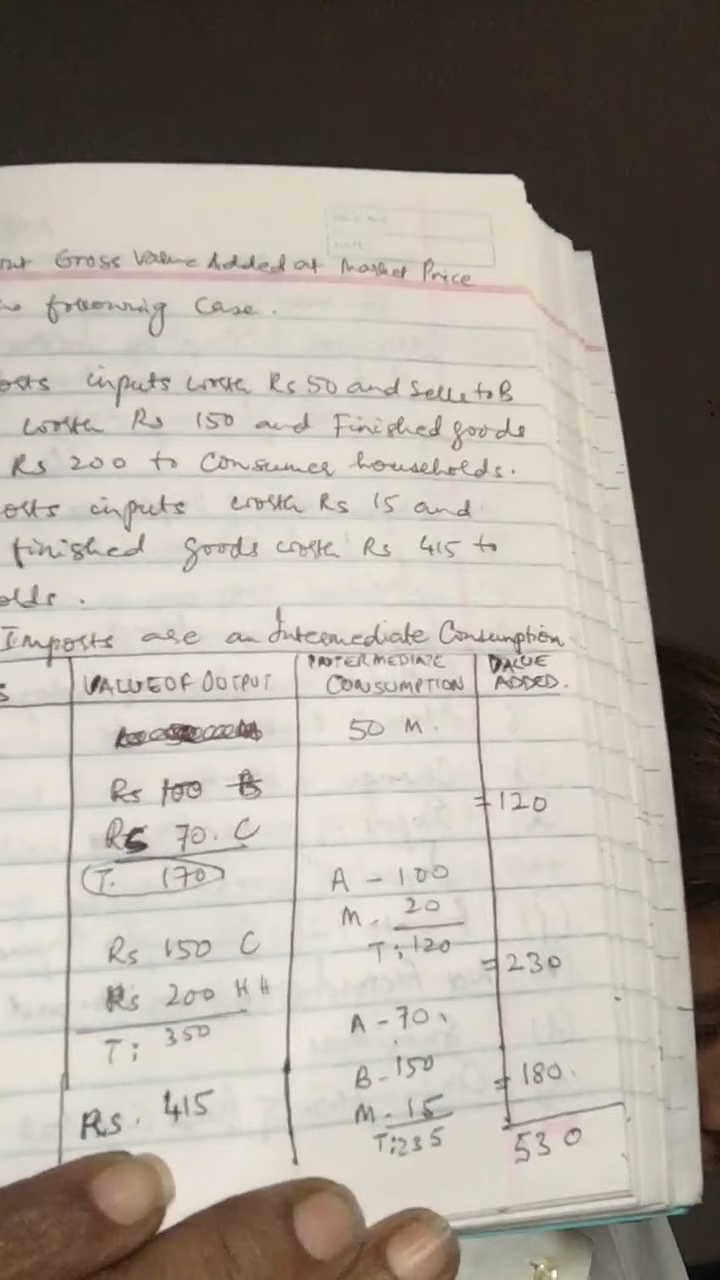 Gross Value Added at Market Price
following Case.
inputs worth Rs 50 and Sells to B
worth Rs 150 and Finished goods
Rs 200 to Consumer households.
inputs worth Rs 15 and
finished goods worth Rs 415 to
Imports are an Intermediate Consumption
S VALUE OF OUTPUT INTERMEDIATE CONSUMPTION VALUE ADDED.
50 M.
Rs 100 B
= 120
Rs 70. C
T. 170
A - 100
M. 20
Rs 150 C T: 120
= 230
Rs 200 HH
A - 70.
T: 350
B - 150
= 180.
Rs. 415 M. 15
T: 235
530